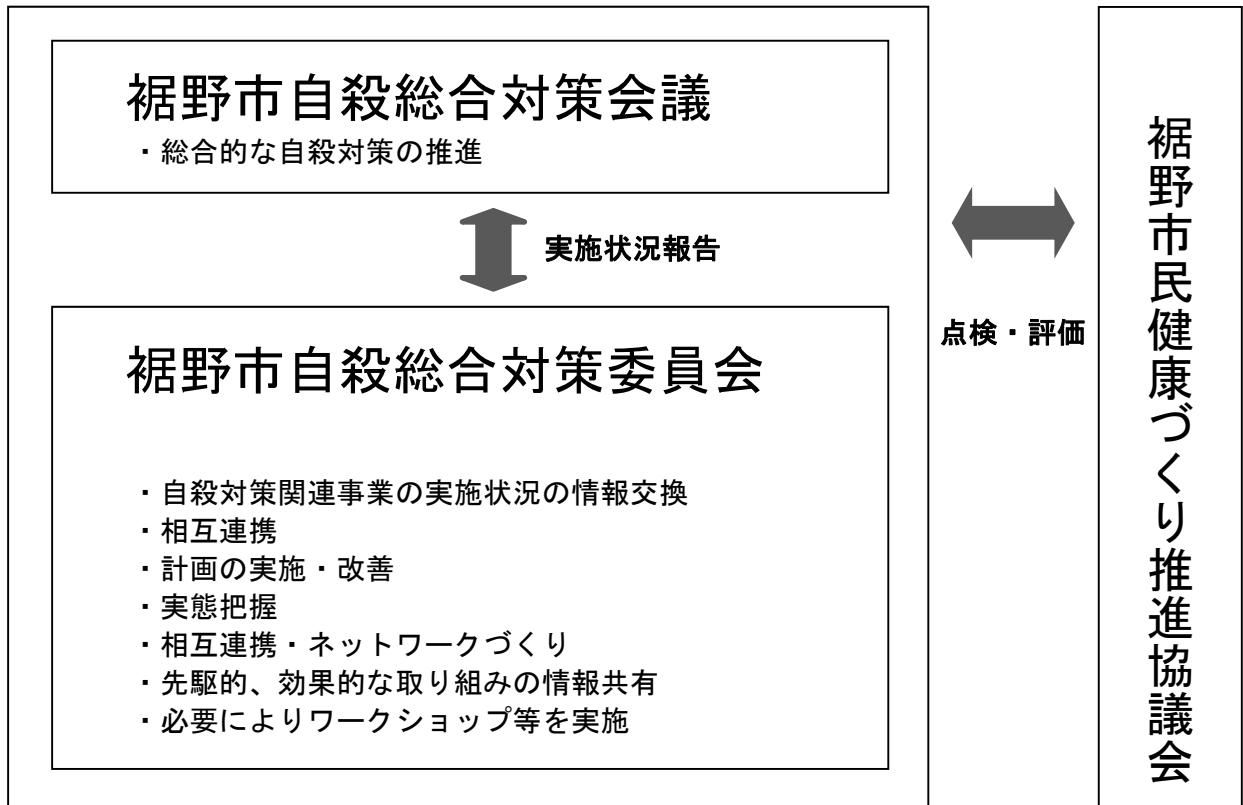 裾野市自殺総合対策会議
・総合的な自殺対策の推進
実施状況報告
裾野市自殺総合対策委員会
・自殺対策関連事業の実施状況の情報交換
・相互連携
・計画の実施・改善
・実態把握
・相互連携・ネットワークづくり
・先駆的、効果的な取り組みの情報共有
・必要によりワークショップ等を実施
点検・評価
裾野市民健康づくり推進協議会